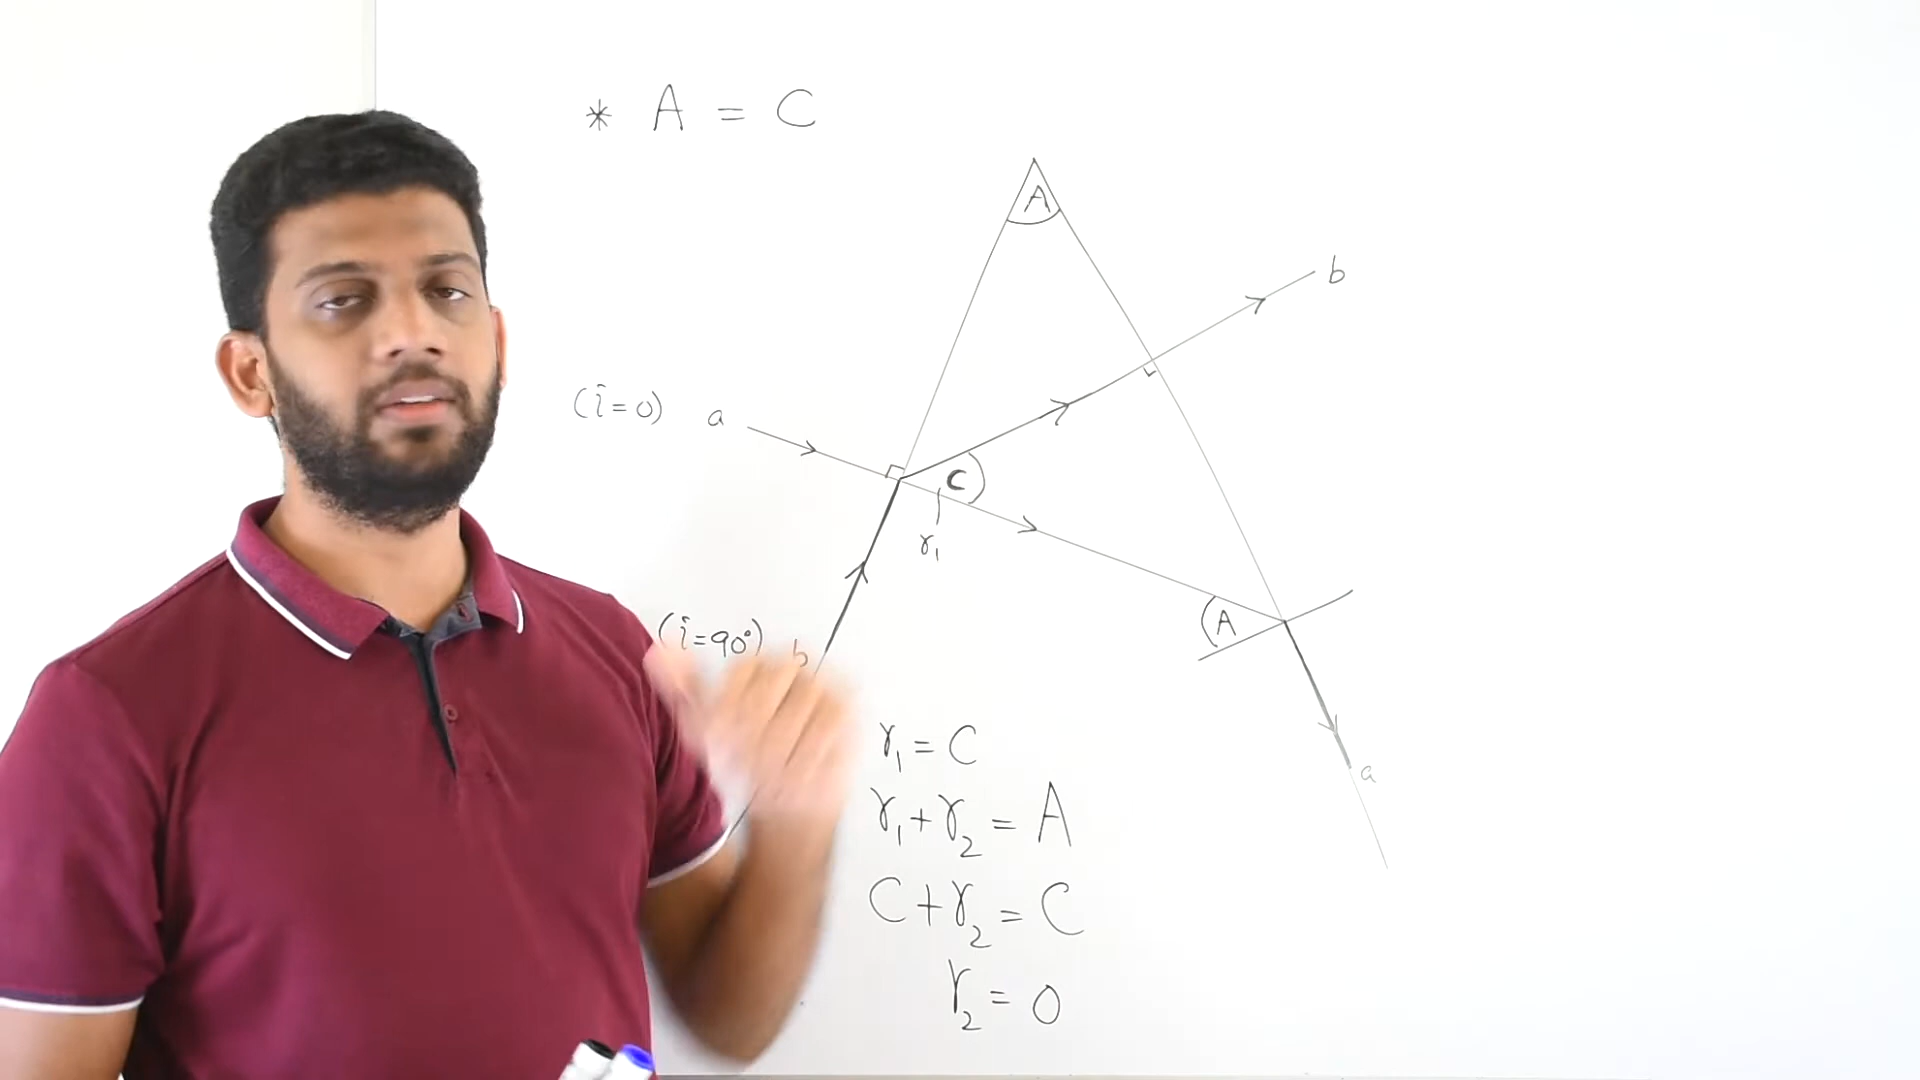 * A = C
A
b
(i=0) a
C
r₁
(i=90°) b
A
a
r₁ = C
r₁ + r₂ = A
C + r₂ = C
r₂ = 0